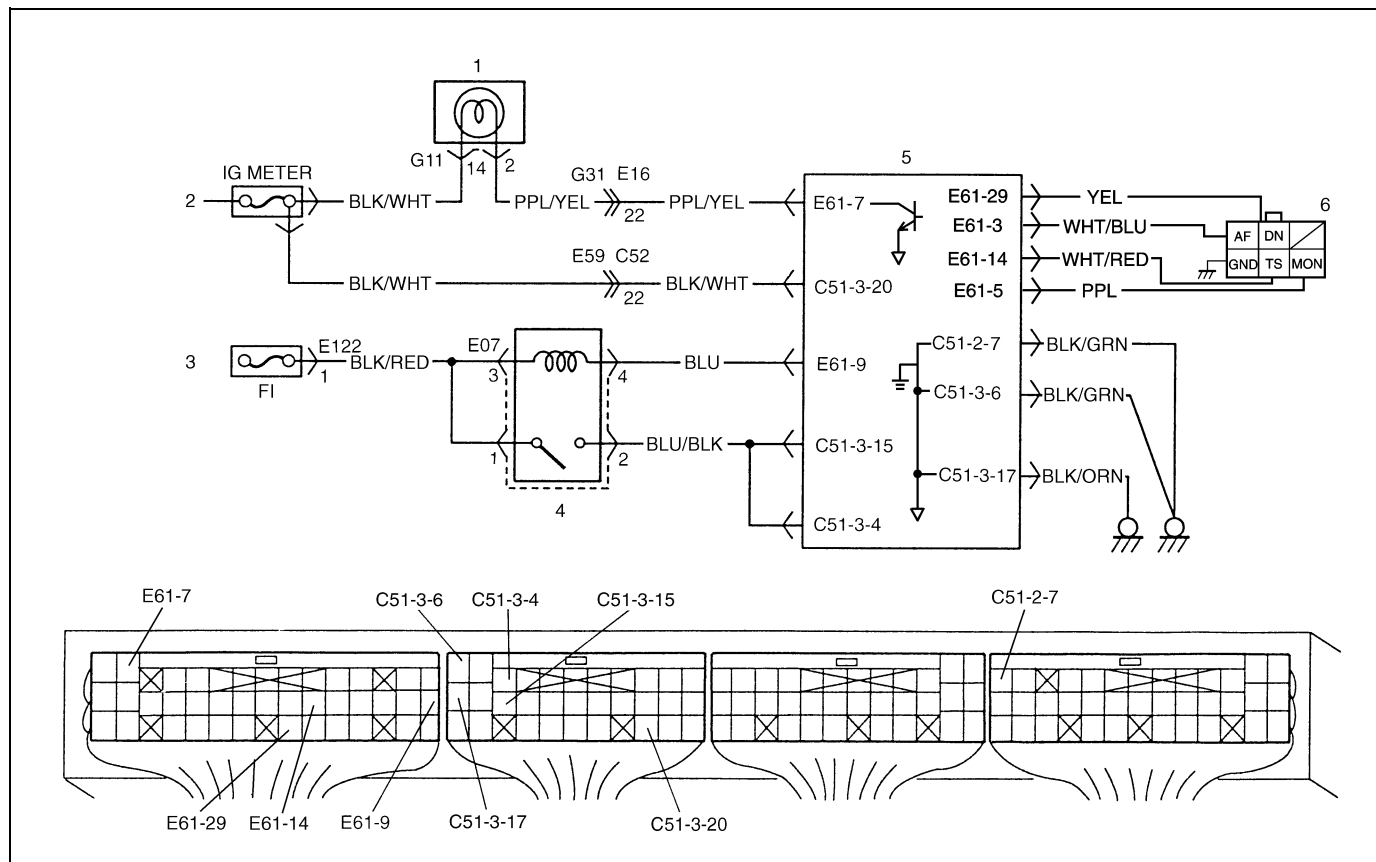 1
G11 14 2
IG METER
2
BLK/WHT
PPL/YEL
G31 E16
22
PPL/YEL
BLK/WHT
E59 C52
22
BLK/WHT
3
FI
E122
1
BLK/RED
E07
3
4
1
2
4
BLU
BLU/BLK
5
E61-7
C51-3-20
E61-9
C51-3-15
C51-3-4
E61-29
E61-3
E61-14
E61-5
C51-2-7
C51-3-6
C51-3-17
YEL
WHT/BLU
WHT/RED
PPL
BLK/GRN
BLK/GRN
BLK/ORN
6
AF DN
GND TS MON
E61-7 C51-3-6 C51-3-4 C51-3-15 C51-2-7
E61-29 E61-14 E61-9 C51-3-17 C51-3-20